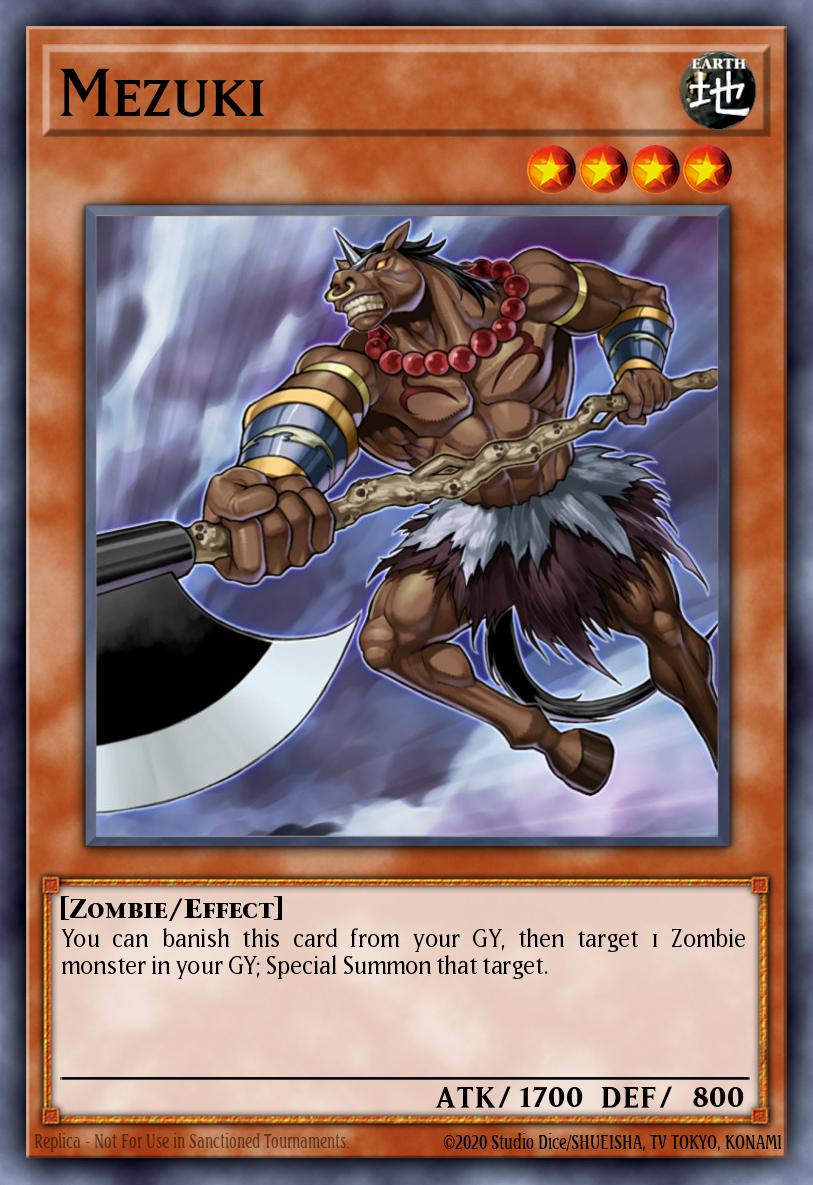 Mezuki
EARTH
地
[Zombie/Effect]
You can banish this card from your GY, then target 1 Zombie
monster in your GY; Special Summon that target.
ATK/ 1700 DEF/ 800
Replica - Not For Use in Sanctioned Tournaments.
©2020 Studio Dice/SHUEISHA, TV TOKYO, KONAMI